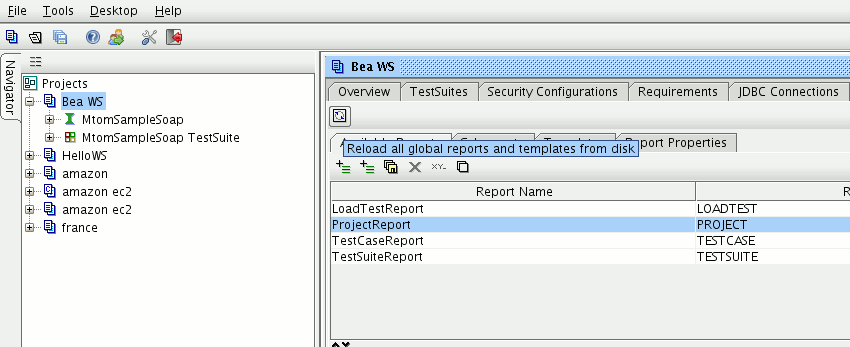 File Tools Desktop Help
Navigator
Projects
Bea WS
MtomSampleSoap
MtomSampleSoap TestSuite
HelloWS
amazon
amazon ec2
amazon ec2
france
Bea WS
Overview TestSuites Security Configurations Requirements JDBC Connections
Report Properties
Reload all global reports and templates from disk
XY-
Report Name R
LoadTestReport LOADTEST
ProjectReport PROJECT
TestCaseReport TESTCASE
TestSuiteReport TESTSUITE